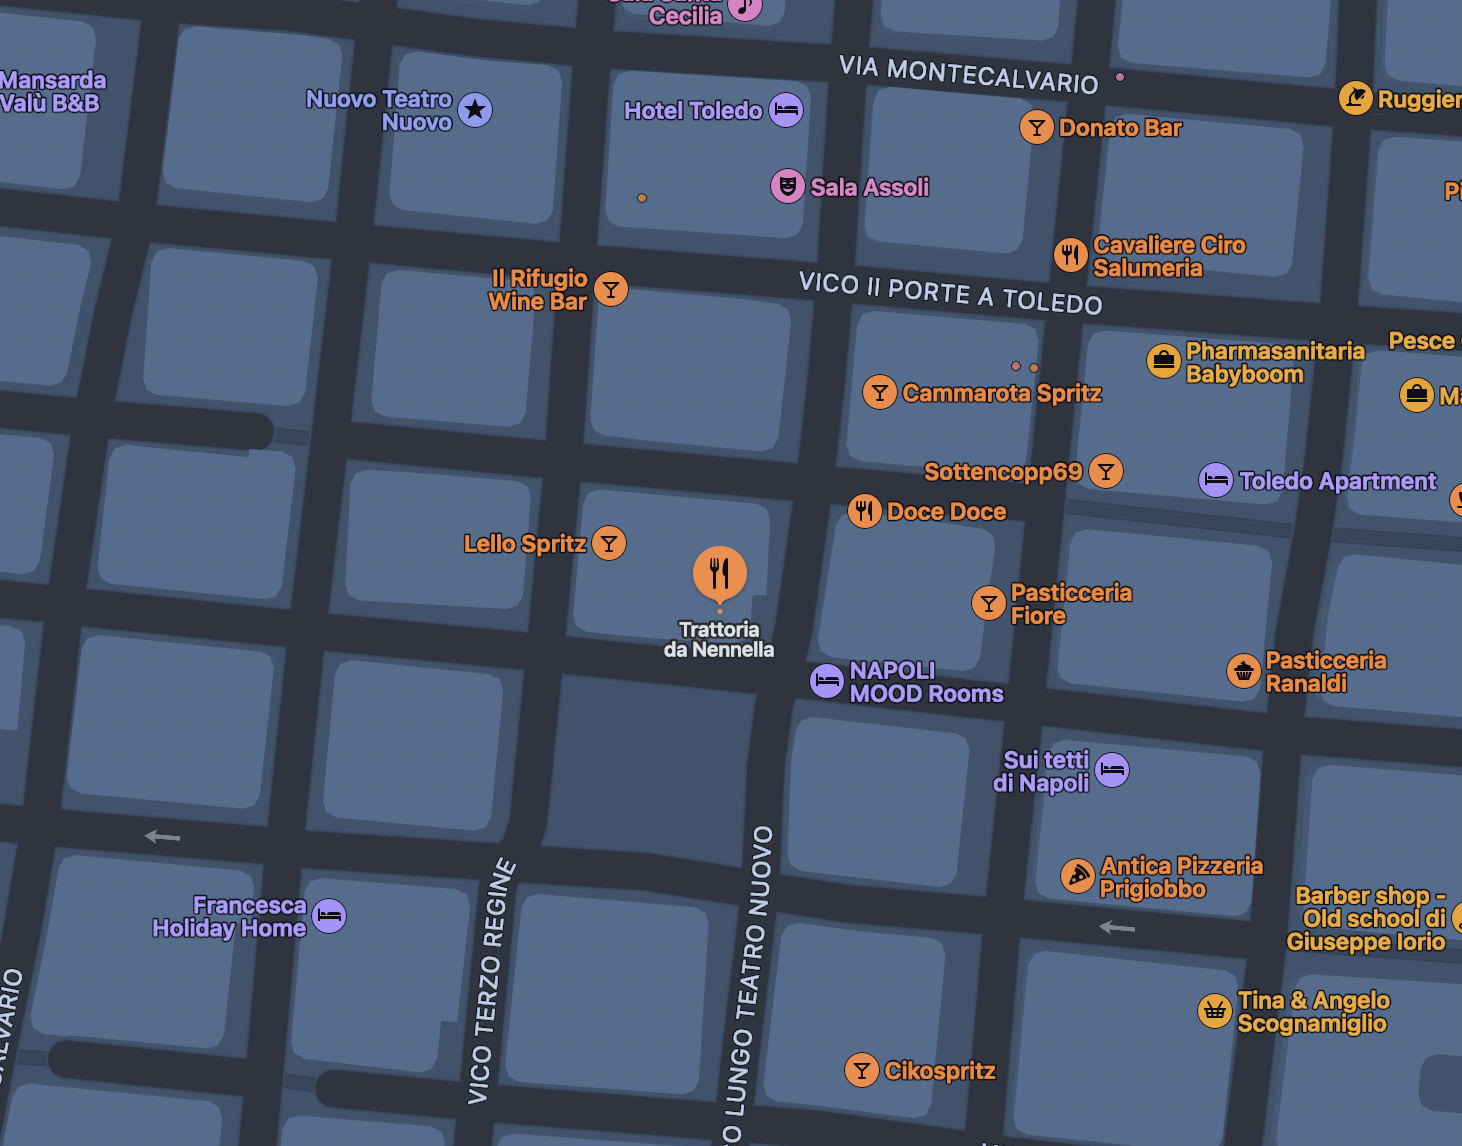 Cecilia
VIA MONTECALVARIO
Mansarda
Valù B&B
Nuovo Teatro
Nuovo
Hotel Toledo
Donato Bar
Sala Assoli
Cavaliere Ciro
Salumeria
Il Rifugio
Wine Bar
VICO II PORTE A TOLEDO
Pharmasanitaria
Babyboom
Pesce
Cammarota Spritz
Sottencopp69
Toledo Apartment
Doce Doce
Lello Spritz
Trattoria
da Nennella
Pasticceria
Fiore
NAPOLI
MOOD Rooms
Pasticceria
Ranaldi
Sui tetti
di Napoli
Antica Pizzeria
Prigiobbo
Francesca
Holiday Home
VICO TERZO REGINE
LUNGO TEATRO NUOVO
Barber shop -
Old school di
Giuseppe Iorio
Tina & Angelo
Scognamiglio
Cikospritz